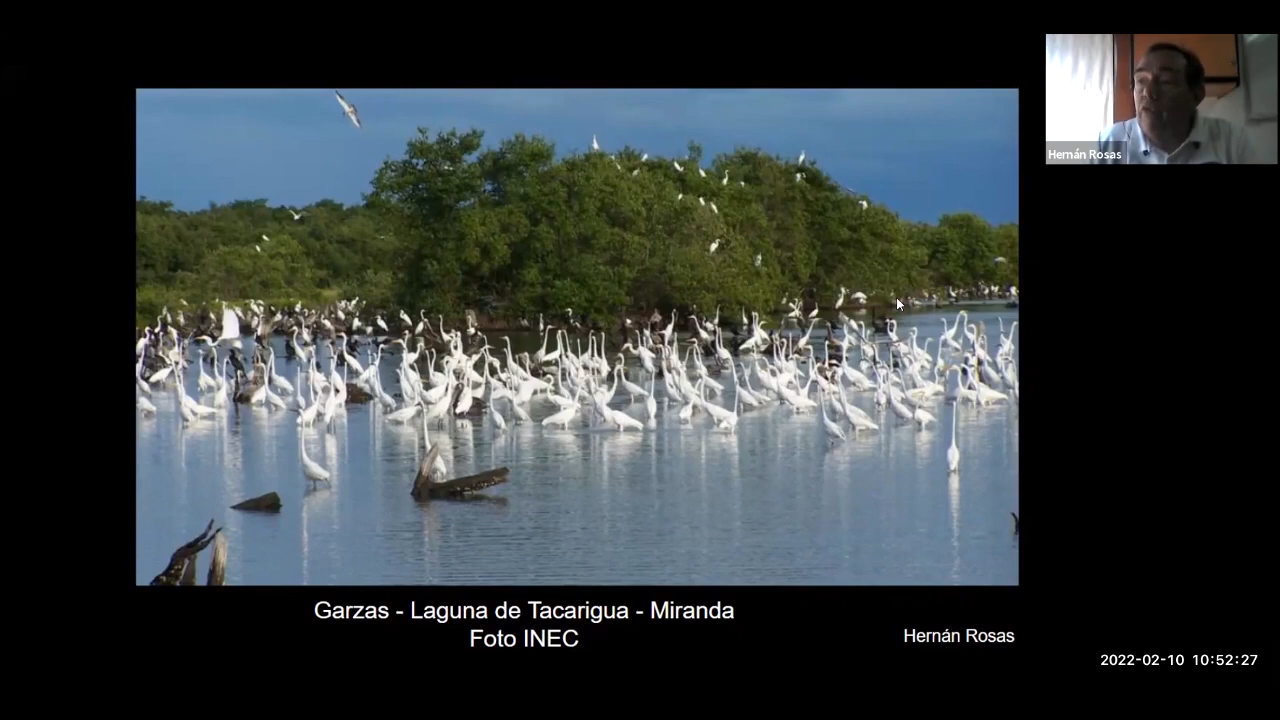 Hernán Rosas
Garzas - Laguna de Tacarigua - Miranda
Foto INEC
Hernán Rosas
2022-02-10 10:52:27